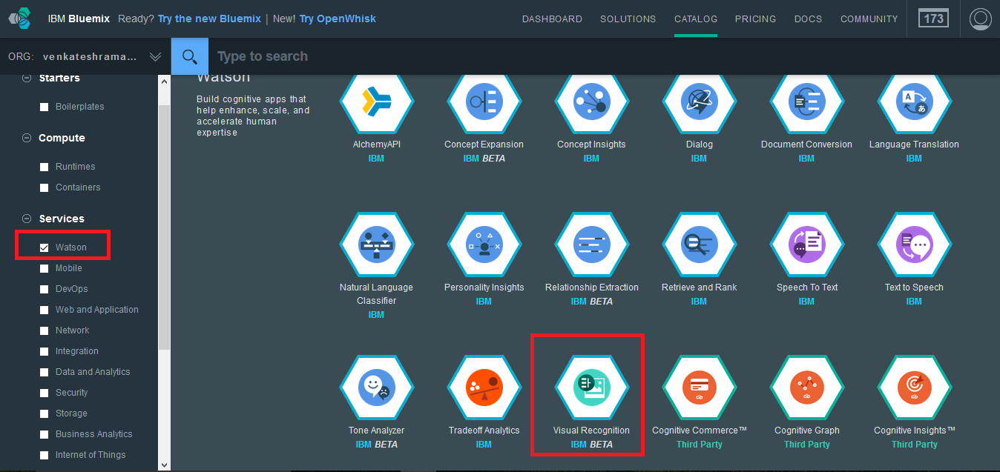 IBM Bluemix Ready? Try the new Bluemix | New! Try OpenWhisk
DASHBOARD SOLUTIONS CATALOG PRICING DOCS COMMUNITY 173
ORG: venkateshrama...
Type to search
Starters
Boilerplates
Compute
Runtimes
Containers
Services
Watson
Mobile
DevOps
Web and Application
Network
Integration
Data and Analytics
Security
Storage
Business Analytics
Internet of Things
Watson
Build cognitive apps that
help enhance, scale, and
accelerate human
expertise
AlchemyAPI
IBM
Concept Expansion
IBM BETA
Concept Insights
IBM
Dialog
IBM
Document Conversion
IBM
A
あ
Language Translation
IBM
Natural Language
Classifier
IBM
Personality Insights
IBM
Relationship Extraction
IBM BETA
Retrieve and Rank
IBM
Speech To Text
IBM
Text to Speech
IBM
Tone Analyzer
IBM BETA
Tradeoff Analytics
IBM
Visual Recognition
IBM BETA
Cognitive Commerce™
Third Party
Cognitive Graph
Third Party
Cognitive Insights™
Third Party